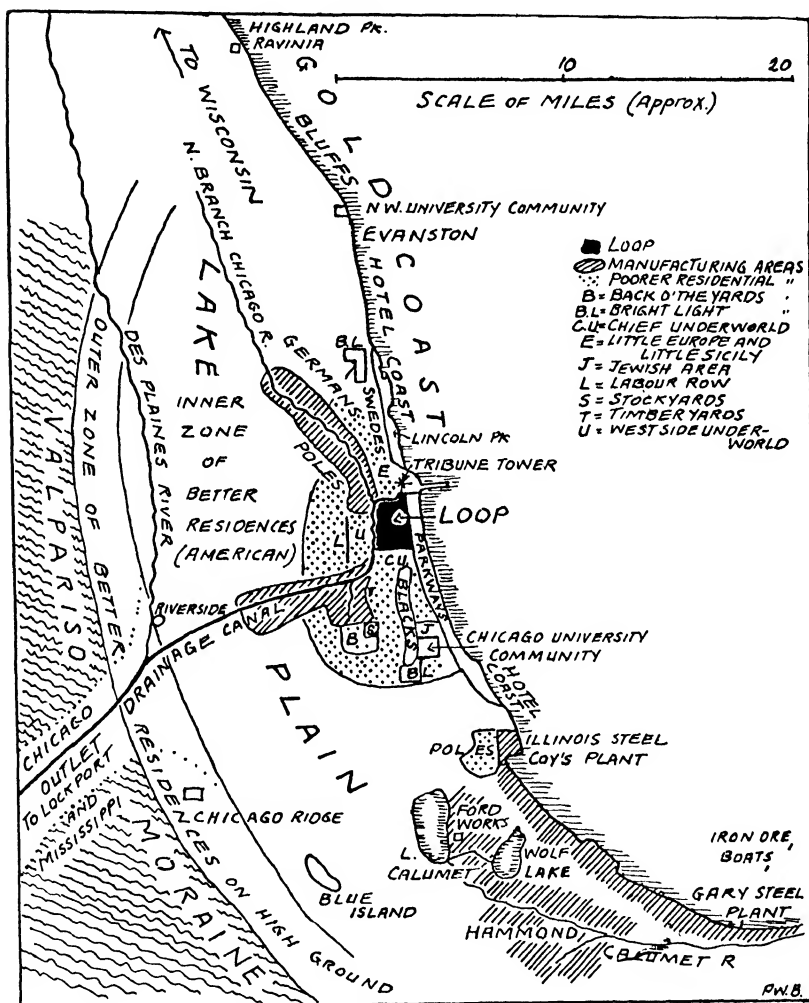 HIGHLAND PK.
RAVINIA
TO WISCONSIN
GOLD COAST
10
20
SCALE OF MILES (APPROX.)
BLUFFS
N. BRANCH CHICAGO R.
N.W. UNIVERSITY COMMUNITY
EVANSTON
HOTEL COAST
LAKE PLAIN
LOOP
MANUFACTURING AREAS
POORER RESIDENTIAL "
B = BACK O'THE YARDS "
B.L = BRIGHT LIGHT "
C.U = CHIEF UNDERWORLD
E = LITTLE EUROPE AND
LITTLE SICILY
J = JEWISH AREA
L = LABOUR ROW
S = STOCKYARDS
T = TIMBER YARDS
U = WEST SIDE UNDER-
WORLD
OUTER ZONE OF BETTER
RESIDENCES ON HIGH GROUND
DES PLAINES RIVER
VALPARISO
MORAINE
GERMANS
B.L
SWEDES
INNER
ZONE
OF
BETTER
RESIDENCES
(AMERICAN)
POLES
E
LINCOLN PK
TRIBUNE TOWER
LOOP
L
U
C U
PARKWAYS
BLACKS
T
S
B
J
B L
CHICAGO UNIVERSITY
COMMUNITY
RIVERSIDE
CHICAGO DRAINAGE CANAL
OUTLET
TO LOCKPORT
AND
MISSISSIPPI
HOTEL
COAST
POLES
ILLINOIS STEEL
COY'S PLANT
CHICAGO RIDGE
FORD
WORKS
L.
CALUMET
WOLF
LAKE
IRON ORE,
BOATS
BLUE
ISLAND
GARY STEEL
PLANT
HAMMOND
CALUMET R
P.W.B.